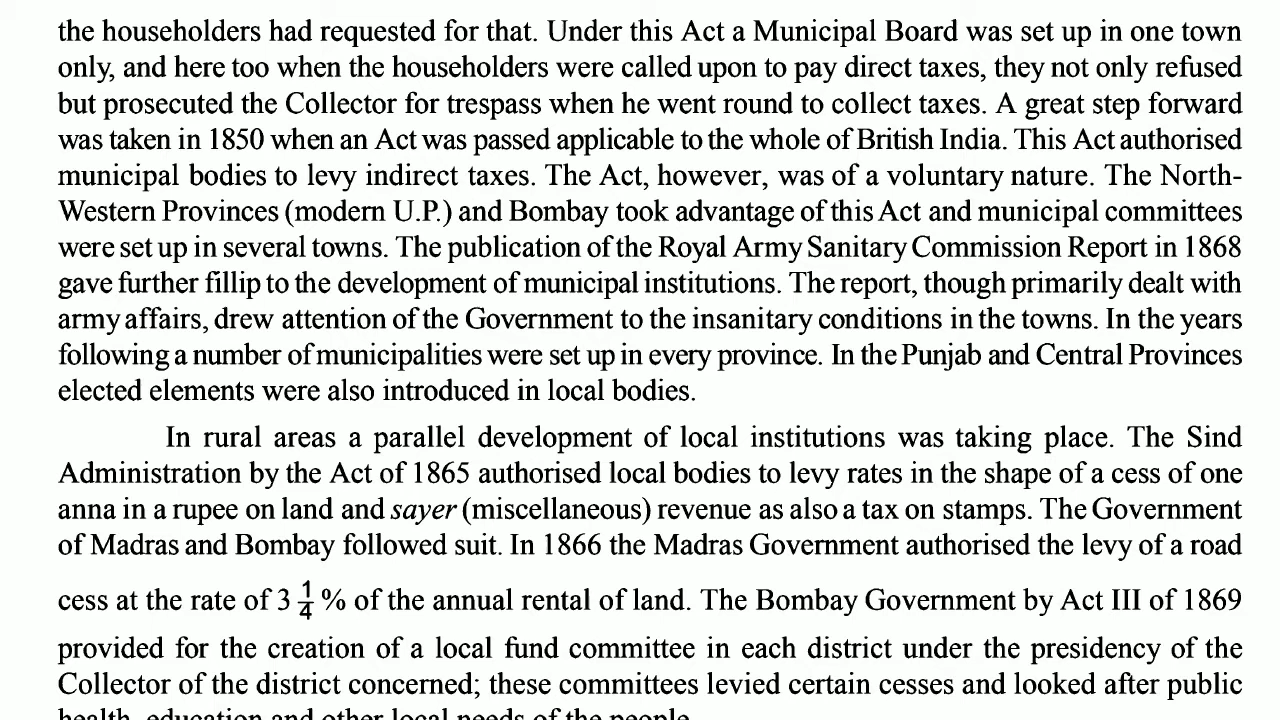 the householders had requested for that. Under this Act a Municipal Board was set up in one town
only, and here too when the householders were called upon to pay direct taxes, they not only refused
but prosecuted the Collector for trespass when he went round to collect taxes. A great step forward
was taken in 1850 when an Act was passed applicable to the whole of British India. This Act authorised
municipal bodies to levy indirect taxes. The Act, however, was of a voluntary nature. The North-
Western Provinces (modern U.P.) and Bombay took advantage of this Act and municipal committees
were set up in several towns. The publication of the Royal Army Sanitary Commission Report in 1868
gave further fillip to the development of municipal institutions. The report, though primarily dealt with
army affairs, drew attention of the Government to the insanitary conditions in the towns. In the years
following a number of municipalities were set up in every province. In the Punjab and Central Provinces
elected elements were also introduced in local bodies.
In rural areas a parallel development of local institutions was taking place. The Sind
Administration by the Act of 1865 authorised local bodies to levy rates in the shape of a cess of one
anna in a rupee on land and sayer (miscellaneous) revenue as also a tax on stamps. The Government
of Madras and Bombay followed suit. In 1866 the Madras Government authorised the levy of a road
cess at the rate of 3 1/4 % of the annual rental of land. The Bombay Government by Act III of 1869
provided for the creation of a local fund committee in each district under the presidency of the
Collector of the district concerned; these committees levied certain cesses and looked after public
health, education and other local needs of the people.